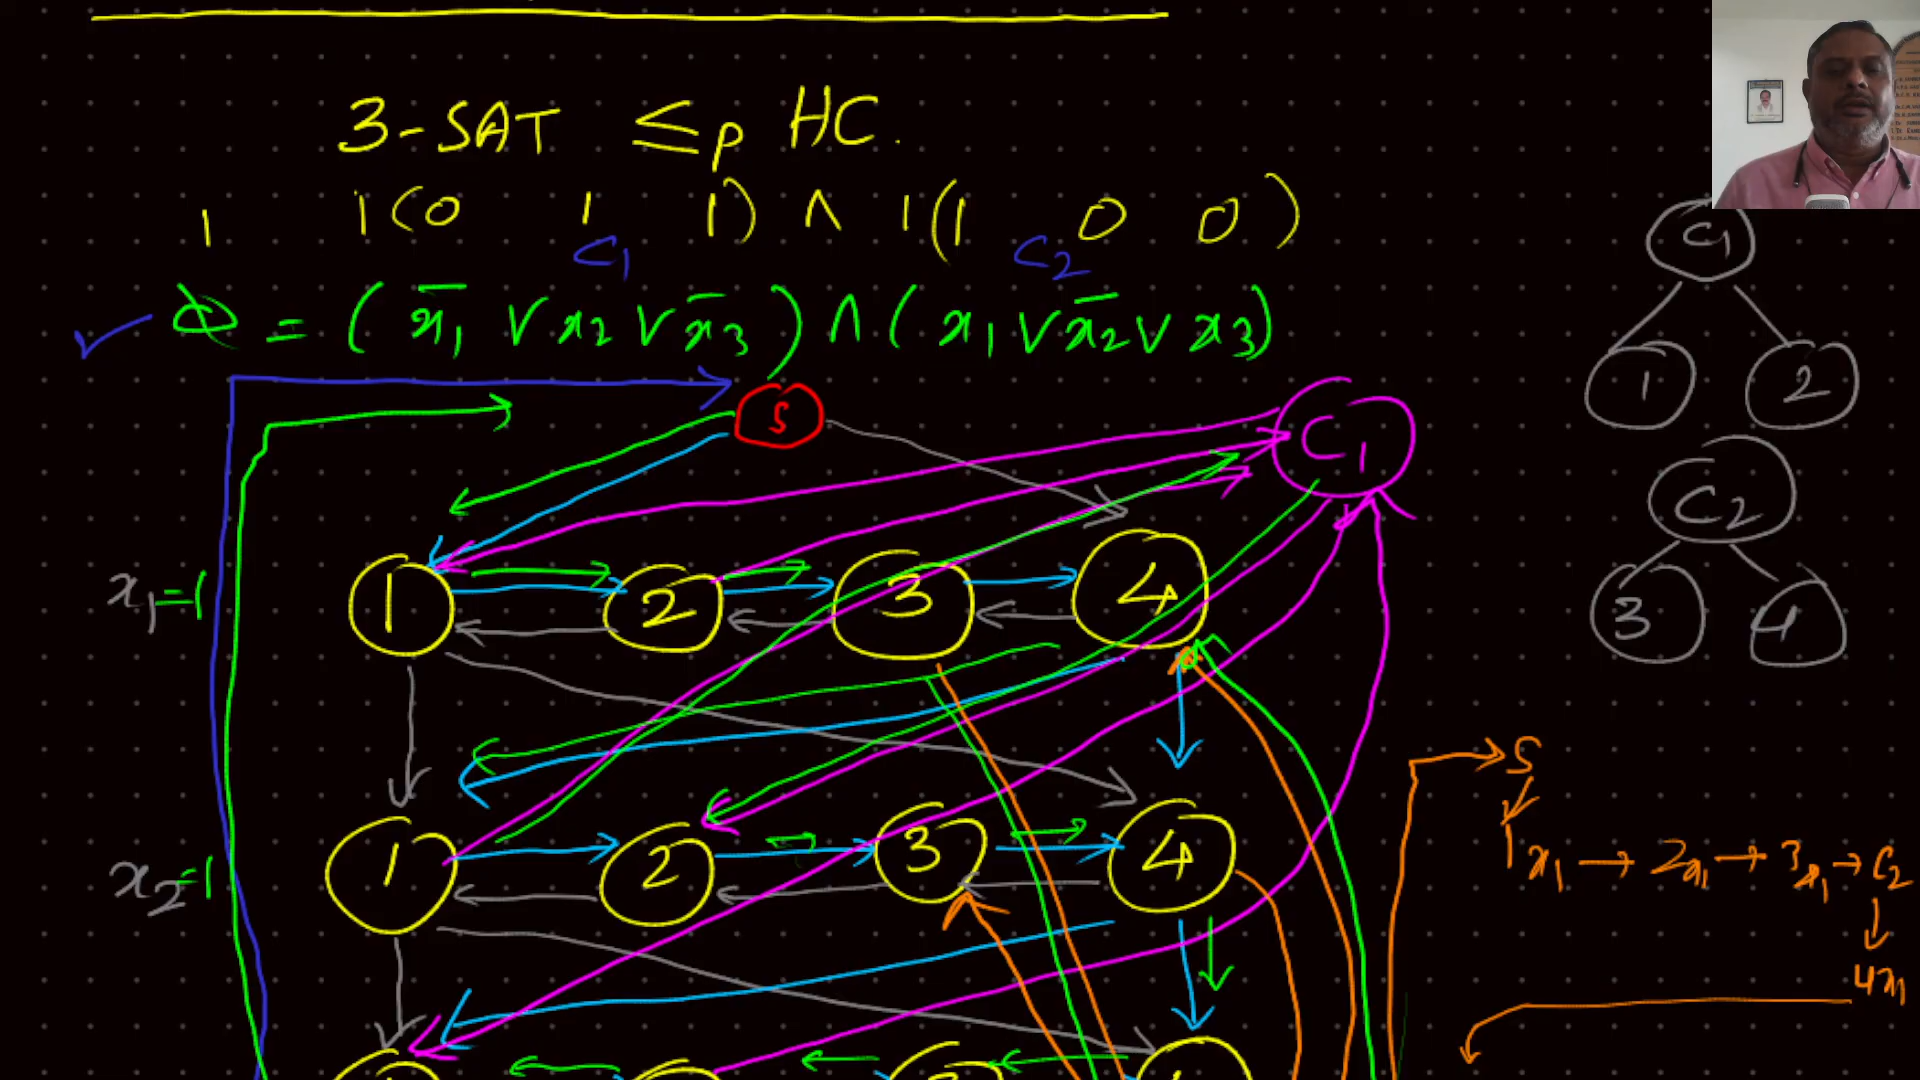 3-SAT ≤p HC.
1 1(0 1 1) ∧ 1(1 0 0)
C1 C2
Φ = (x̅1 ∨ x2 ∨ x̅3) ∧ (x1 ∨ x̅2 ∨ x3)
C1
1 2
C2
3 4
S
C1
x1=1
1 2 3 4
x2=1
1 2 3 4
S
1x1 → 2x1 → 3x1 → C2
4x1